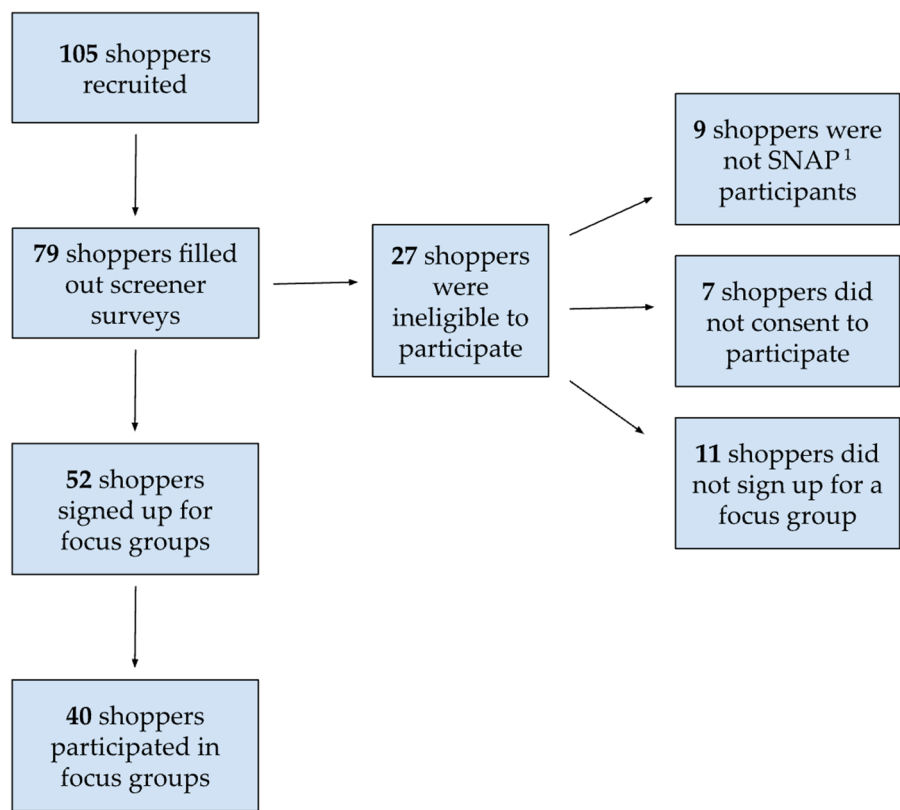 105 shoppers
recruited
79 shoppers filled
out screener
surveys
27 shoppers
were
ineligible to
participate
9 shoppers were
not SNAP¹
participants
7 shoppers did
not consent to
participate
11 shoppers did
not sign up for a
focus group
52 shoppers
signed up for
focus groups
40 shoppers
participated in
focus groups